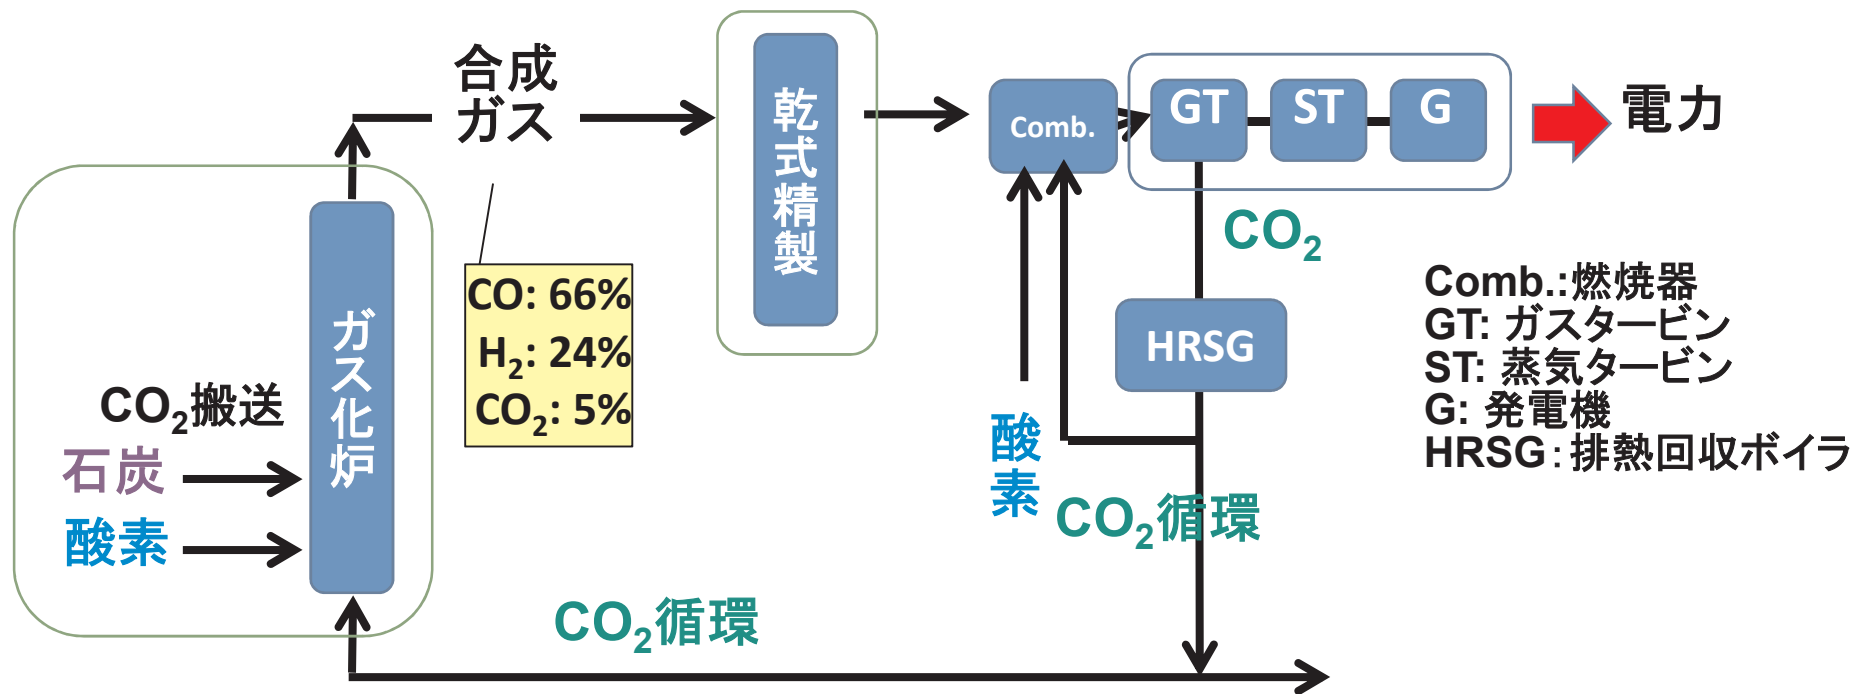 合成
ガス
乾式精製
Comb.
GT
ST
G
電力
CO2
CO: 66%
H2: 24%
CO2: 5%
ガス化炉
HRSG
Comb.:燃焼器
GT: ガスタービン
ST: 蒸気タービン
G: 発電機
HRSG：排熱回収ボイラ
CO2搬送
石炭
酸素
酸素
CO2循環
CO2循環